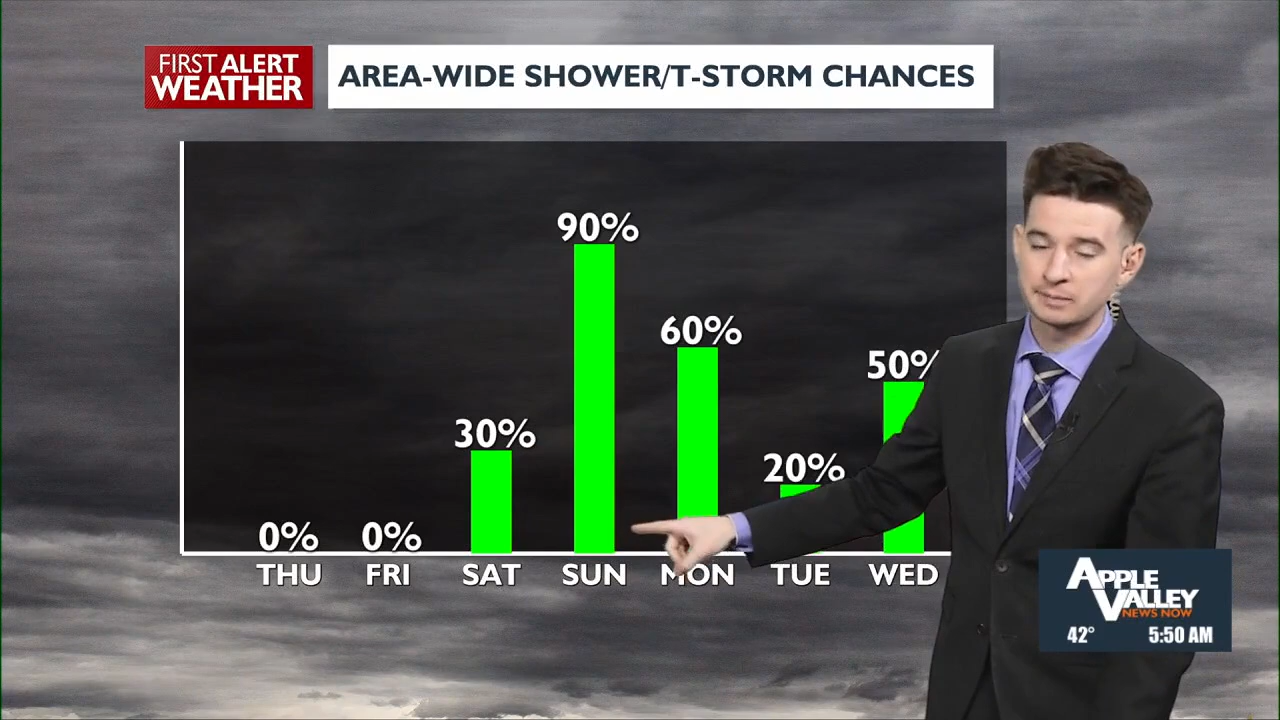 FIRST ALERT
WEATHER
AREA-WIDE SHOWER/T-STORM CHANCES
90%
60%
50%
30%
20%
0% 0%
THU FRI SAT SUN MON TUE WED
APPLE
VALLEY
NEWS NOW
42° 5:50 AM